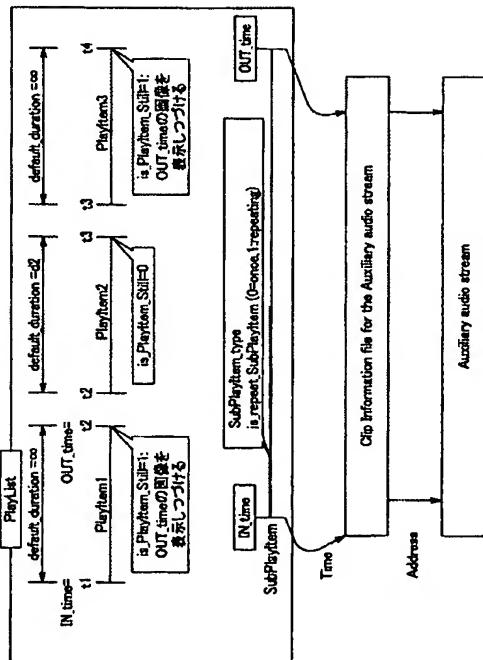 PlayList
default_duration =∞
default_duration =d2
default_duration =∞
IN_time=
OUT_time=
t1
t2
t2
t3
t3
t4
PlayItem1
PlayItem2
PlayItem3
is_PlayItem_Still=1:
OUT_timeの画像を
表示しつづける
is_PlayItem_Still=0
is_PlayItem_Still=1:
OUT_timeの画像を
表示しつづける
SubPlayItem_type
is_repeat_SubPlayItem (0=once,1:repeating)
IN_time
OUT_time
SubPlayItem
Time
Clip Information file for the Auxiliary audio stream
Address
Auxiliary audio stream